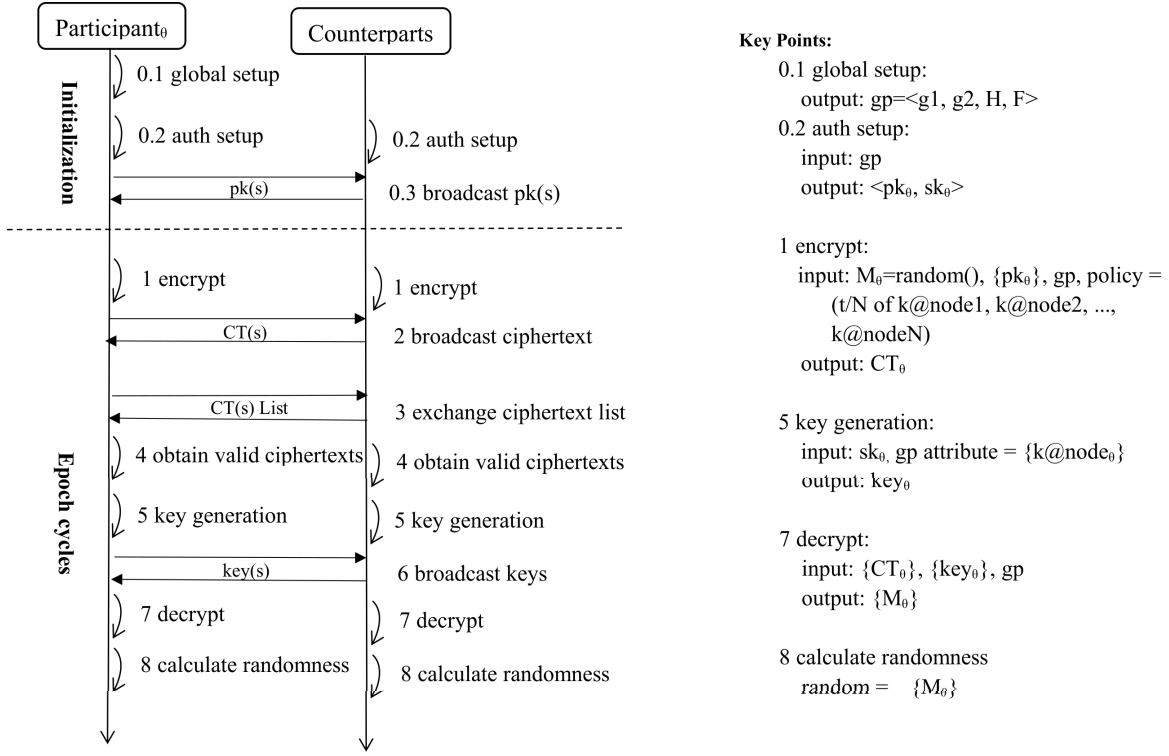 Participantθ
Counterparts
Initialization
0.1 global setup
0.2 auth setup
0.2 auth setup
pk(s)
0.3 broadcast pk(s)
Epoch cycles
1 encrypt
1 encrypt
CT(s)
2 broadcast ciphertext
CT(s) List
3 exchange ciphertext list
4 obtain valid ciphertexts
4 obtain valid ciphertexts
5 key generation
5 key generation
key(s)
6 broadcast keys
7 decrypt
7 decrypt
8 calculate randomness
8 calculate randomness
Key Points:
0.1 global setup:
output: gp=<g1, g2, H, F>
0.2 auth setup:
input: gp
output: <pkθ, skθ>
1 encrypt:
input: Mθ=random(), {pkθ}, gp, policy =
(t/N of k@node1, k@node2, ...,
k@nodeN)
output: CTθ
5 key generation:
input: skθ, gp attribute = {k@nodeθ}
output: keyθ
7 decrypt:
input: {CTθ}, {keyθ}, gp
output: {Mθ}
8 calculate randomness
random = {Mθ}